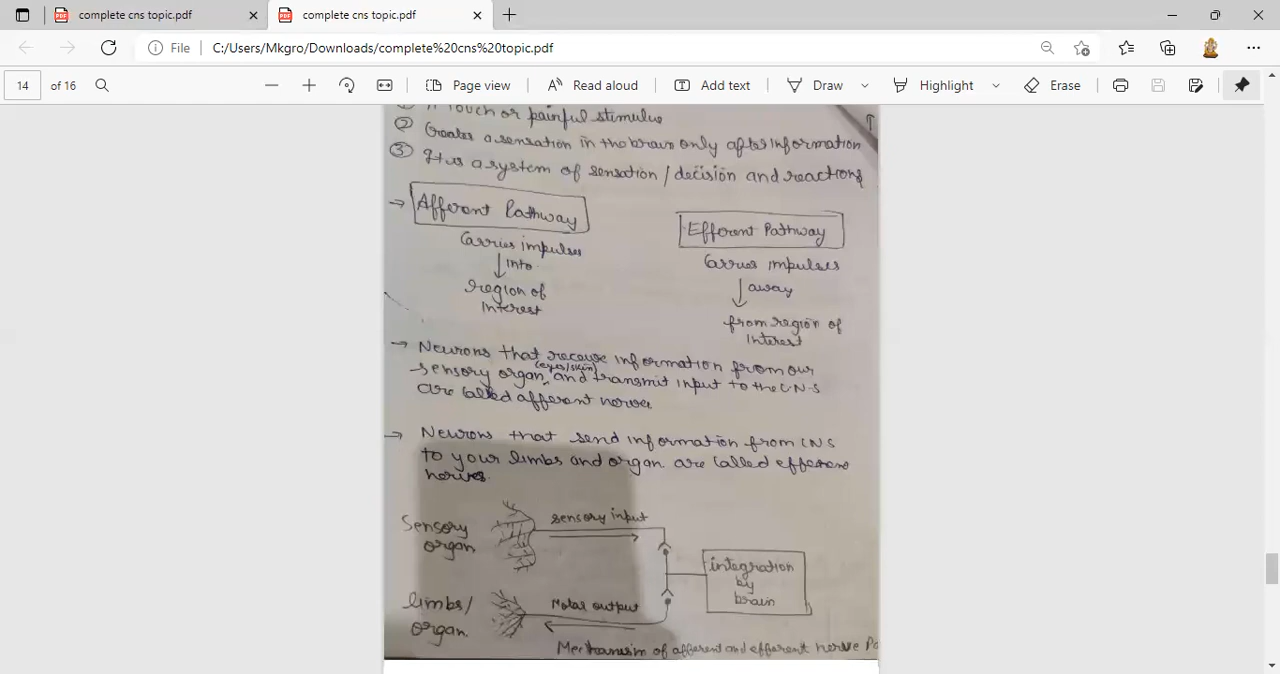 complete cns topic.pdf
complete cns topic.pdf
File C:/Users/Mkgro/Downloads/complete%20cns%20topic.pdf
14 of 16 Page view Read aloud Add text Draw Highlight Erase
① A Touch or painful stimulus
② Creates a sensation in the brain only after information
③ It is a system of sensation / decision and reactions
→ Afferent Pathway
Carries impulses
into
region of
interest
Efferent Pathway
Carries impulses
away
from region of
interest
→ Neurons that receive information from our
sensory organ (eyes/skin) and transmit input to the CNS
are called afferent nerve
→ Neurons that send information from CNS
to your limbs and organ are called efferent
nerves.
Sensory
organ
sensory input
integration
by
brain
limbs/
organ.
Motor output
Mechanism of afferent and efferent nerve Pa